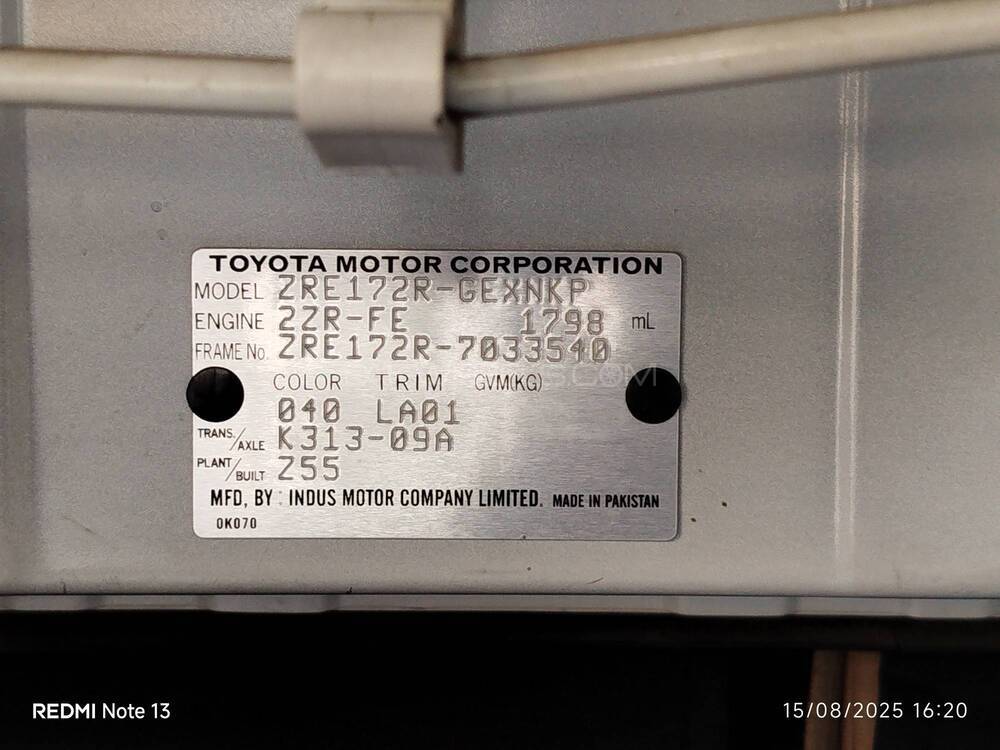 TOYOTA MOTOR CORPORATION
MODEL ZRE172R-GEXNKP
ENGINE 2ZR-FE 1798 mL
FRAME No. ZRE172R-7033540
COLOR TRIM GVM(KG)
040 LA01
TRANS./AXLE K313-09A
PLANT/BUILT Z55
MFD, BY : INDUS MOTOR COMPANY LIMITED. MADE IN PAKISTAN
0K070
REDMI Note 13
15/08/2025 16:20